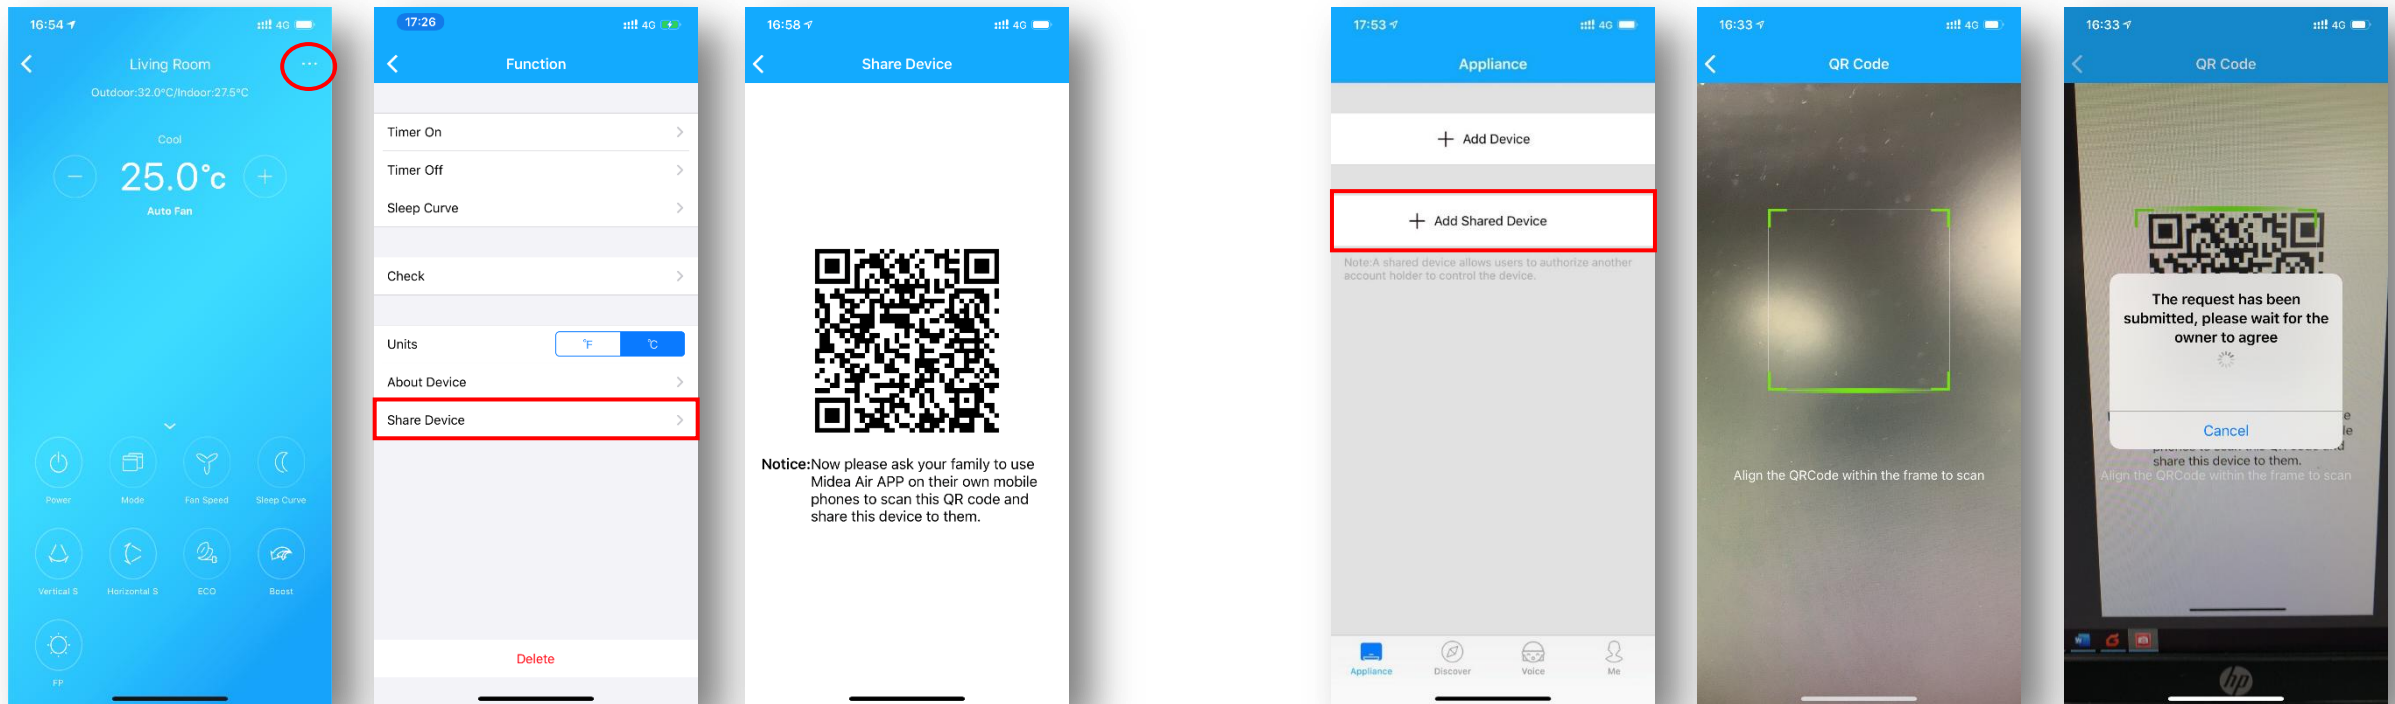 16:54
4G
Living Room
...
Outdoor:32.0°C/Indoor:27.5°C
Cool
25.0°c
Auto Fan
Power
Mode
Fan Speed
Sleep Curve
Vertical S
Horizontal S
ECO
Boost
FP
17:26
4G
Function
Timer On
Timer Off
Sleep Curve
Check
Units
°F
°C
About Device
Share Device
Delete
16:58
4G
Share Device
Notice:Now please ask your family to use
Midea Air APP on their own mobile
phones to scan this QR code and
share this device to them.
17:53
4G
Appliance
+ Add Device
+ Add Shared Device
Note:A shared device allows users to authorize another
account holder to control the device.
Appliance
Discover
Voice
Me
16:33
4G
QR Code
Align the QRCode within the frame to scan
16:33
4G
QR Code
The request has been
submitted, please wait for the
owner to agree
Cancel
share this device to them.
Align the QRCode within the frame to scan
hp